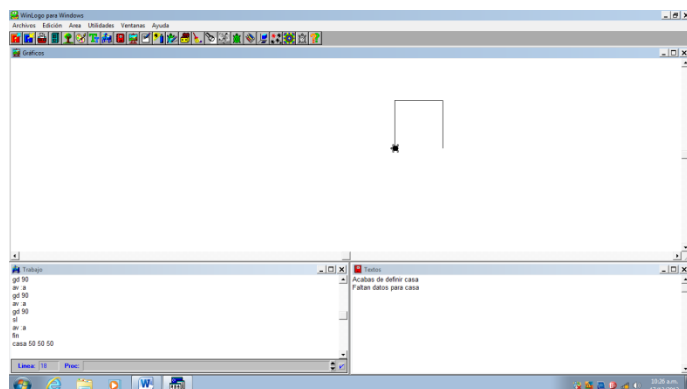 WinLogo para Windows
Archivos Edición Area Utilidades Ventanas Ayuda
Gráficos
Trabajo
gd 90
av :a
gd 90
av :a
gd 90
sl
av :a
fin
casa 50 50 50
Línea: 18 Proc:
Textos
Acabas de definir casa
Faltan datos para casa
10:26 a.m.